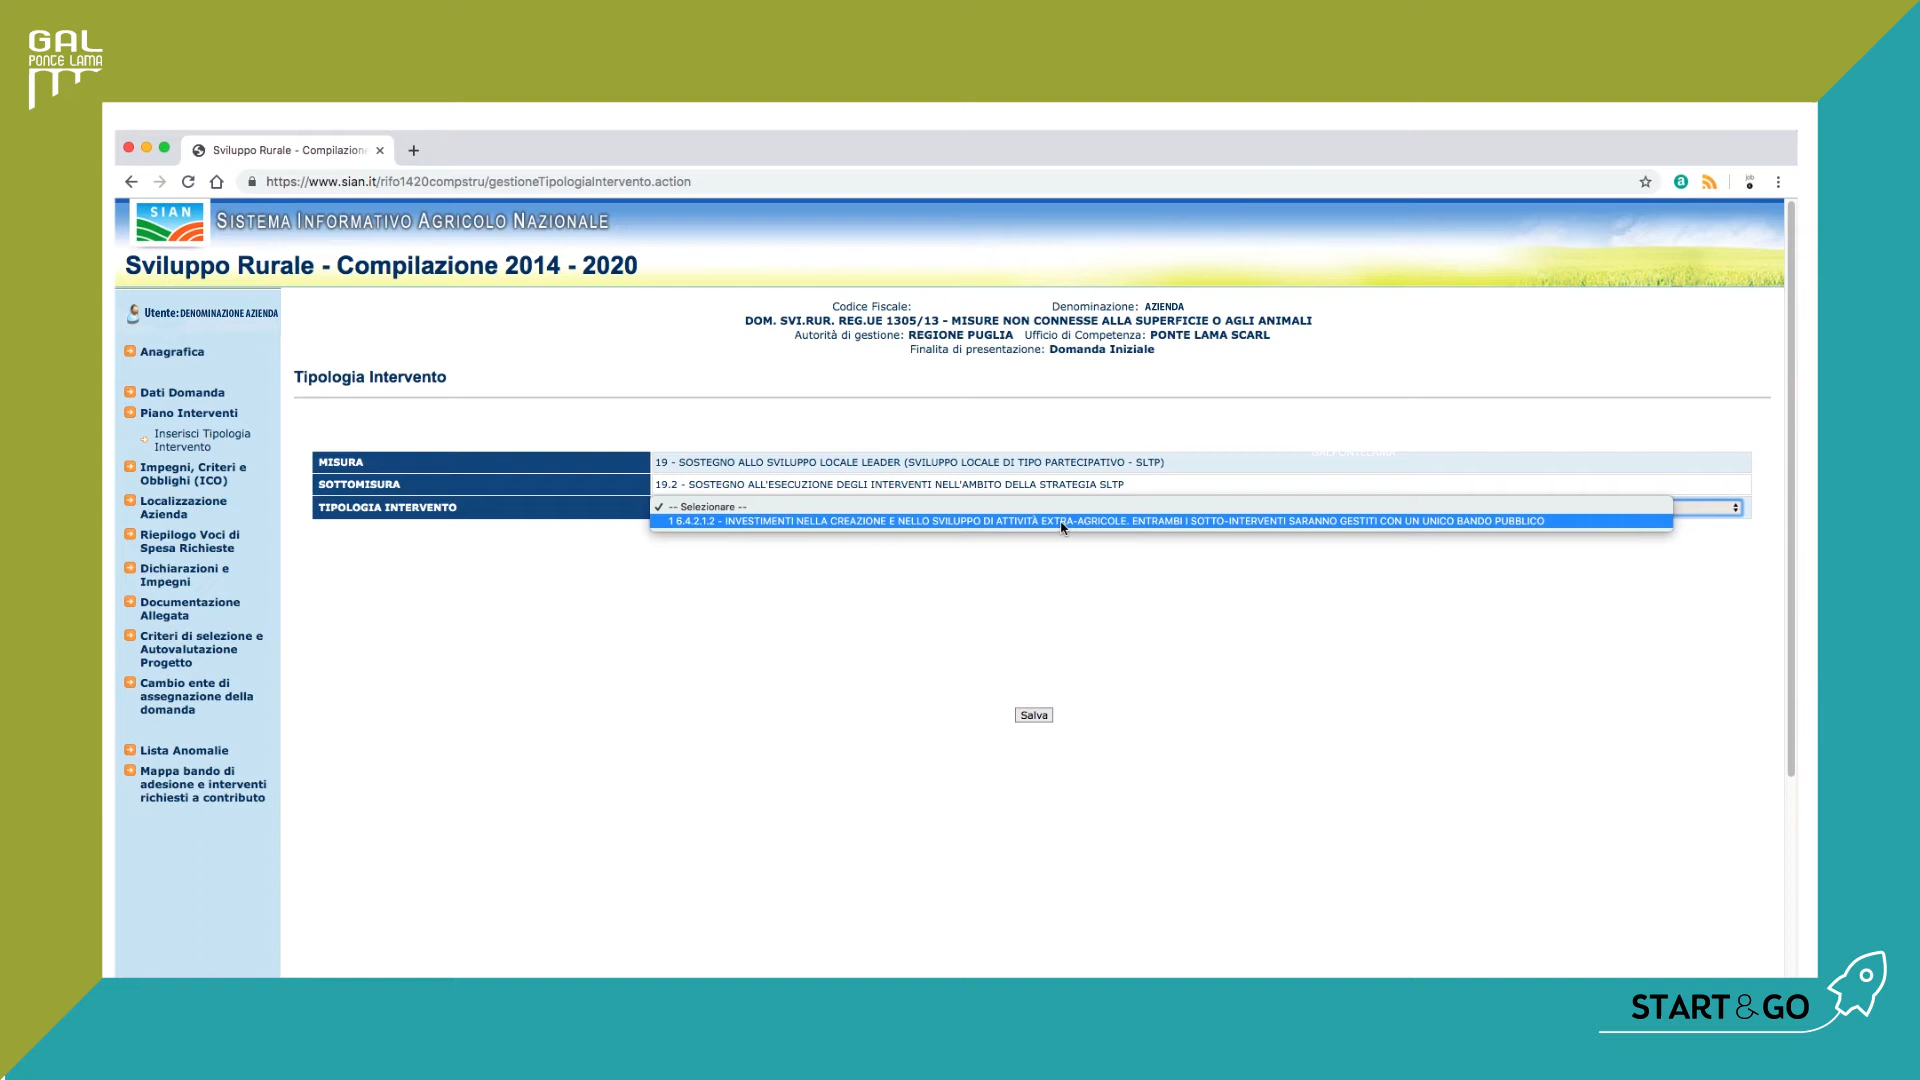 GAL
PONTE LAMA
Sviluppo Rurale - Compilazion
https://www.sian.it/rifo1420compstru/gestioneTipologiaIntervento.action
a
job
SIAN
SISTEMA INFORMATIVO AGRICOLO NAZIONALE
Sviluppo Rurale - Compilazione 2014 - 2020
Utente: DENOMINAZIONE AZIENDA
Anagrafica
Dati Domanda
Piano Interventi
Inserisci Tipologia
Intervento
Impegni, Criteri e
Obblighi (ICO)
Localizzazione
Azienda
Riepilogo Voci di
Spesa Richieste
Dichiarazioni e
Impegni
Documentazione
Allegata
Criteri di selezione e
Autovalutazione
Progetto
Cambio ente di
assegnazione della
domanda
Lista Anomalie
Mappa bando di
adesione e interventi
richiesti a contributo
Codice Fiscale: Denominazione: AZIENDA
DOM. SVI.RUR. REG.UE 1305/13 - MISURE NON CONNESSE ALLA SUPERFICIE O AGLI ANIMALI
Autorità di gestione: REGIONE PUGLIA Ufficio di Competenza: PONTE LAMA SCARL
Finalita di presentazione: Domanda Iniziale
Tipologia Intervento
MISURA 19 - SOSTEGNO ALLO SVILUPPO LOCALE LEADER (SVILUPPO LOCALE DI TIPO PARTECIPATIVO - SLTP)
SOTTOMISURA 19.2 - SOSTEGNO ALL'ESECUZIONE DEGLI INTERVENTI NELL'AMBITO DELLA STRATEGIA SLTP
TIPOLOGIA INTERVENTO -- Selezionare --
1 6.4.2.1.2 - INVESTIMENTI NELLA CREAZIONE E NELLO SVILUPPO DI ATTIVITÀ EXTRA-AGRICOLE. ENTRAMBI I SOTTO-INTERVENTI SARANNO GESTITI CON UN UNICO BANDO PUBBLICO
Salva
START&GO